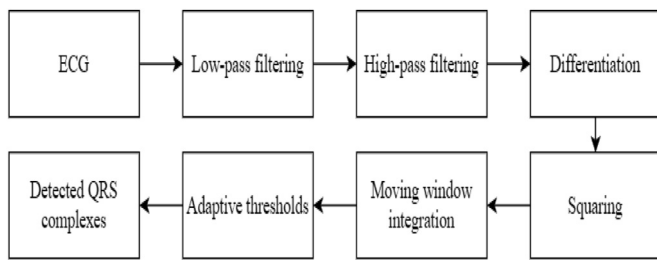 ECG
Low-pass filtering
High-pass filtering
Differentiation
Detected QRS
complexes
Adaptive thresholds
Moving window
integration
Squaring